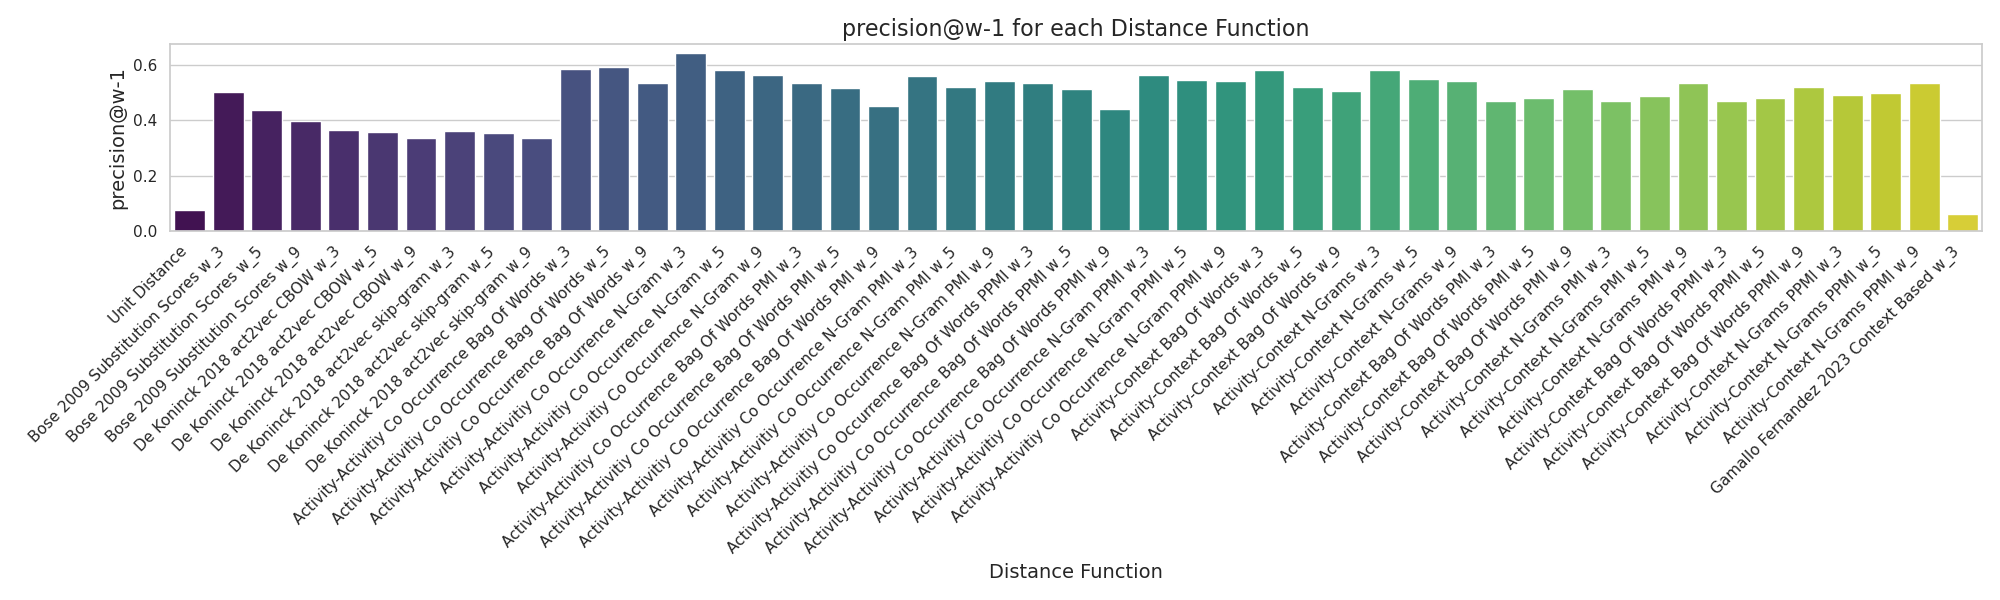 precision@w-1 for each Distance Function
precision@w-1
0.6
0.4
0.2
0.0
Unit Distance
Bose 2009 Substitution Scores w_3
Bose 2009 Substitution Scores w_5
Bose 2009 Substitution Scores w_9
De Koninck 2018 act2vec CBOW w_3
De Koninck 2018 act2vec CBOW w_5
De Koninck 2018 act2vec CBOW w_9
De Koninck 2018 act2vec skip-gram w_3
De Koninck 2018 act2vec skip-gram w_5
De Koninck 2018 act2vec skip-gram w_9
Activity-Activitiy Co Occurrence Bag Of Words w_3
Activity-Activitiy Co Occurrence Bag Of Words w_5
Activity-Activitiy Co Occurrence Bag Of Words w_9
Activity-Activitiy Co Occurrence N-Gram w_3
Activity-Activitiy Co Occurrence N-Gram w_5
Activity-Activitiy Co Occurrence N-Gram w_9
Activity-Activitiy Co Occurrence Bag Of Words PMI w_3
Activity-Activitiy Co Occurrence Bag Of Words PMI w_5
Activity-Activitiy Co Occurrence Bag Of Words PMI w_9
Activity-Activitiy Co Occurrence N-Gram PMI w_3
Activity-Activitiy Co Occurrence N-Gram PMI w_5
Activity-Activitiy Co Occurrence N-Gram PMI w_9
Activity-Activitiy Co Occurrence Bag Of Words PPMI w_3
Activity-Activitiy Co Occurrence Bag Of Words PPMI w_5
Activity-Activitiy Co Occurrence Bag Of Words PPMI w_9
Activity-Activitiy Co Occurrence N-Gram PPMI w_3
Activity-Activitiy Co Occurrence N-Gram PPMI w_5
Activity-Activitiy Co Occurrence N-Gram PPMI w_9
Activity-Context Bag Of Words w_3
Activity-Context Bag Of Words w_5
Activity-Context Bag Of Words w_9
Activity-Context N-Grams w_3
Activity-Context N-Grams w_5
Activity-Context N-Grams w_9
Activity-Context Bag Of Words PMI w_3
Activity-Context Bag Of Words PMI w_5
Activity-Context Bag Of Words PMI w_9
Activity-Context N-Grams PMI w_3
Activity-Context N-Grams PMI w_5
Activity-Context N-Grams PMI w_9
Activity-Context Bag Of Words PPMI w_3
Activity-Context Bag Of Words PPMI w_5
Activity-Context Bag Of Words PPMI w_9
Activity-Context N-Grams PPMI w_3
Activity-Context N-Grams PPMI w_5
Activity-Context N-Grams PPMI w_9
Gamallo Fernandez 2023 Context Based w_3
Distance Function